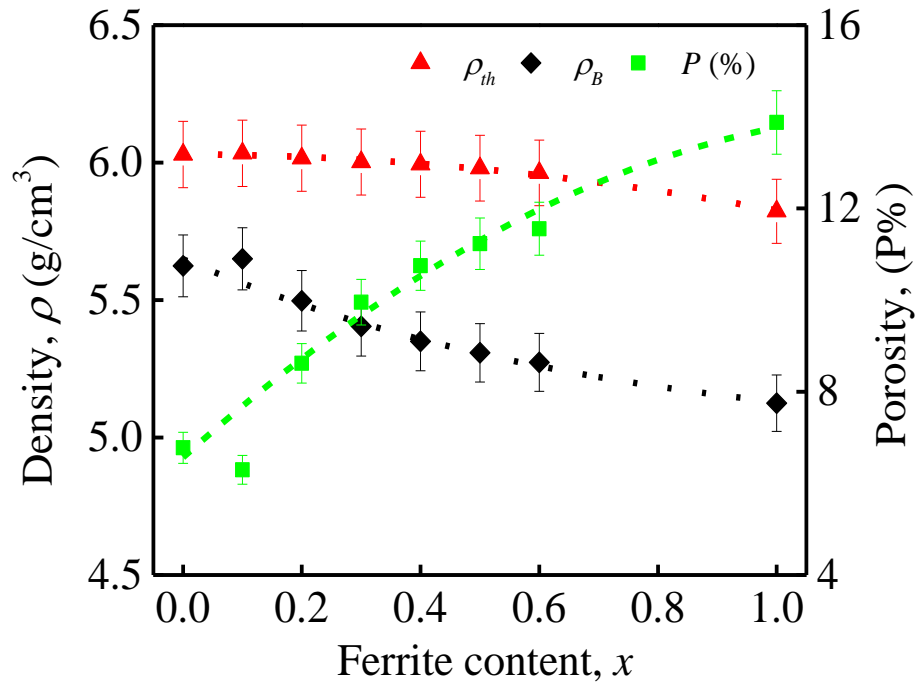 ρth ρB P (%)
Density, ρ (g/cm³)
6.5
6.0
5.5
5.0
4.5
16
12
8
4
Porosity, (P%)
0.0 0.2 0.4 0.6 0.8 1.0
Ferrite content, x